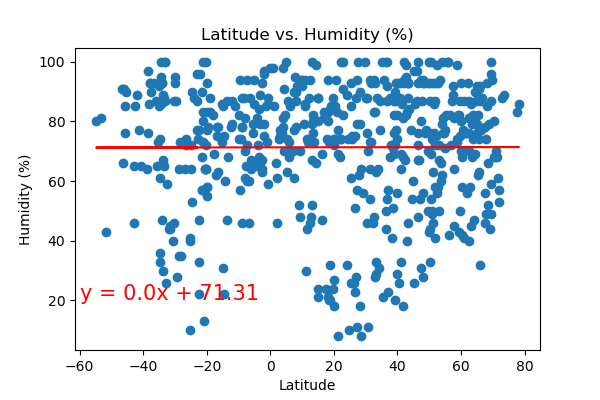 Latitude vs. Humidity (%)
100
80
60
40
20
Humidity (%)
y = 0.0x + 71.31
−60 −40 −20 0 20 40 60 80
Latitude